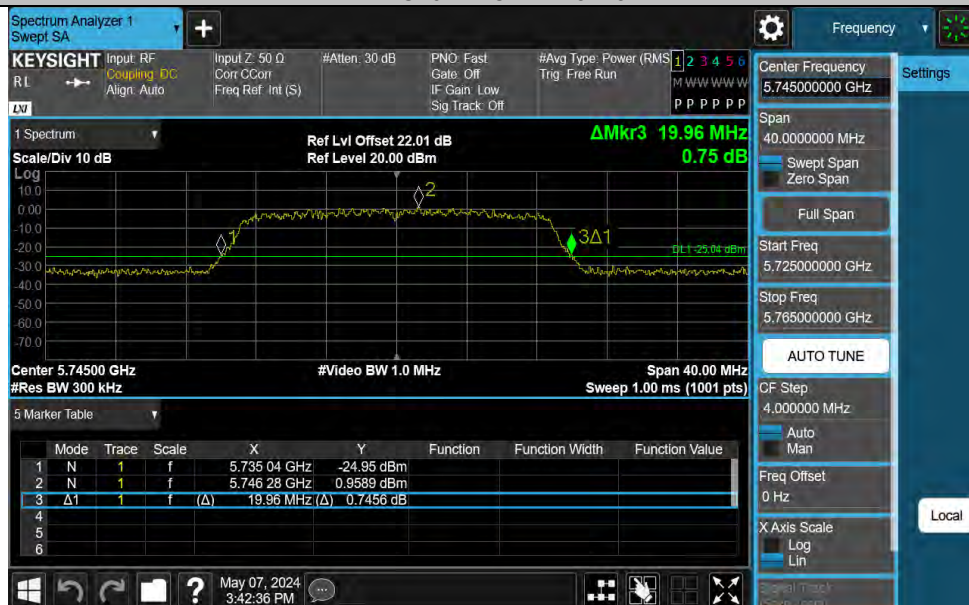 Spectrum Analyzer 1
Swept SA
+
Frequency
KEYSIGHT
RL
LXI
Input: RF
Coupling: DC
Align: Auto
Input Z: 50 Ω
Corr CCorr
Freq Ref: Int (S)
#Atten: 30 dB
PNO: Fast
Gate: Off
IF Gain: Low
Sig Track: Off
#Avg Type: Power (RMS
Trig: Free Run
1 2 3 4 5 6
M W W W W W
P P P P P P
1 Spectrum
Scale/Div 10 dB
Ref Lvl Offset 22.01 dB
Ref Level 20.00 dBm
ΔMkr3 19.96 MHz
0.75 dB
Log
10.0
0.00
-10.0
-20.0
-30.0
-40.0
-50.0
-60.0
-70.0
1
2
3Δ1
DL1 -25.04 dBm
Center 5.74500 GHz
#Video BW 1.0 MHz
Span 40.00 MHz
#Res BW 300 kHz
Sweep 1.00 ms (1001 pts)
5 Marker Table
Mode Trace Scale X Y Function Function Width Function Value
1 N 1 f 5.735 04 GHz -24.95 dBm
2 N 1 f 5.746 28 GHz 0.9589 dBm
3 Δ1 1 f (Δ) 19.96 MHz (Δ) 0.7456 dB
4
5
6
?
May 07, 2024
3:42:36 PM
Center Frequency
5.745000000 GHz
Span
40.0000000 MHz
Swept Span
Zero Span
Full Span
Start Freq
5.725000000 GHz
Stop Freq
5.765000000 GHz
AUTO TUNE
CF Step
4.000000 MHz
Auto
Man
Freq Offset
0 Hz
X Axis Scale
Log
Lin
Signal Track
Settings
Local